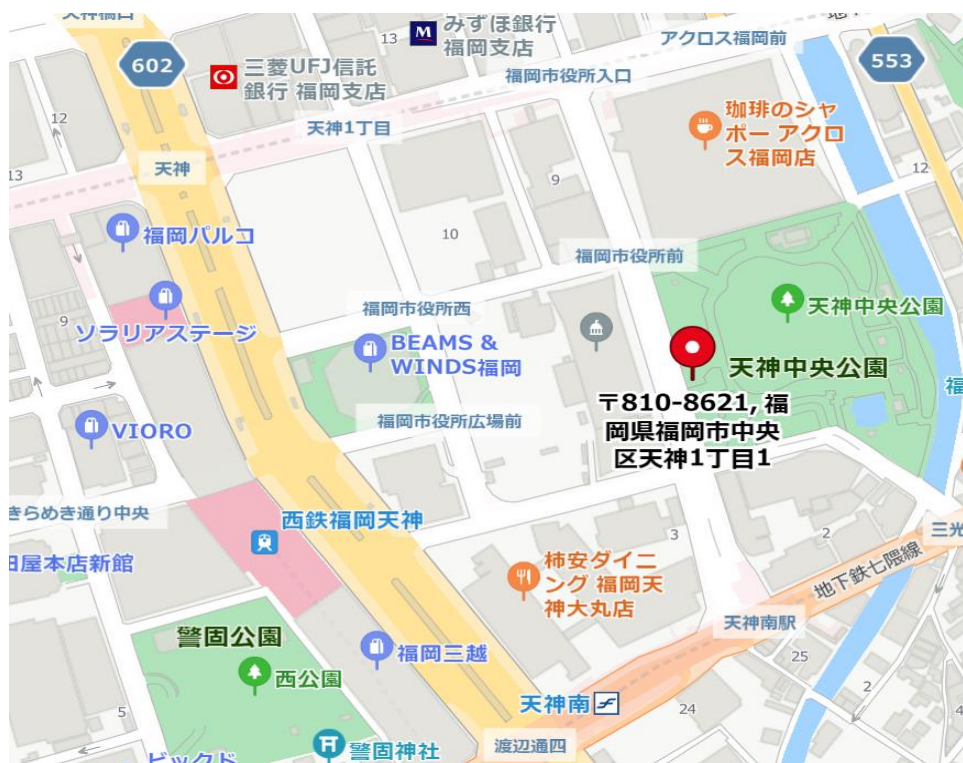 天神橋口
602
13
M
みずほ銀行
福岡支店
アクロス福岡前
地下
553
三菱UFJ信託
銀行 福岡支店
福岡市役所入口
12
天神1丁目
珈琲のシャ
ポー アクロ
ス福岡店
天神
13
9
12
福岡パルコ
10
福岡市役所前
ソラリアステージ
福岡市役所西
天神中央公園
9
BEAMS &
WINDS福岡
天神中央公園
福
〒810-8621, 福
岡県福岡市中央
区天神1丁目1
VIORO
福岡市役所広場前
きらめき通り中央
西鉄福岡天神
3
2
三光
田屋本店新館
柿安ダイニ
ング 福岡天
神大丸店
地下鉄七隈線
警固公園
福岡三越
天神南駅
西公園
25
2
4
天神南
24
5
渡辺通四
警固神社
ビックド